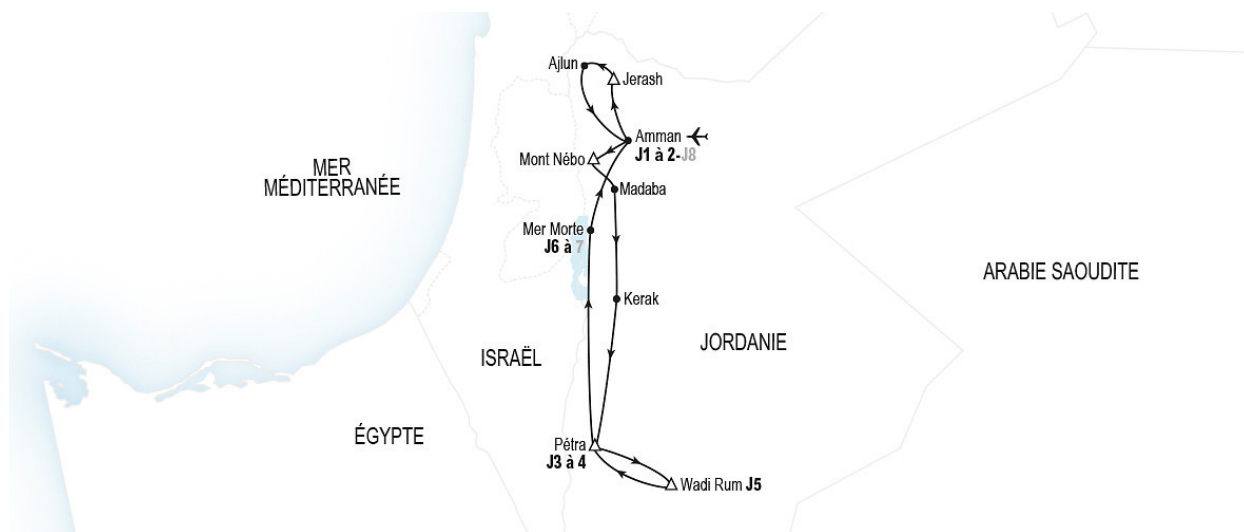 Ajlun
Jerash
Amman
J1 à 2-J8
Mont Nébo
MER
MÉDITERRANÉE
Madaba
Mer Morte
J6 à 7
ARABIE SAOUDITE
Kerak
JORDANIE
ISRAËL
ÉGYPTE
Pétra
J3 à 4
Wadi Rum J5